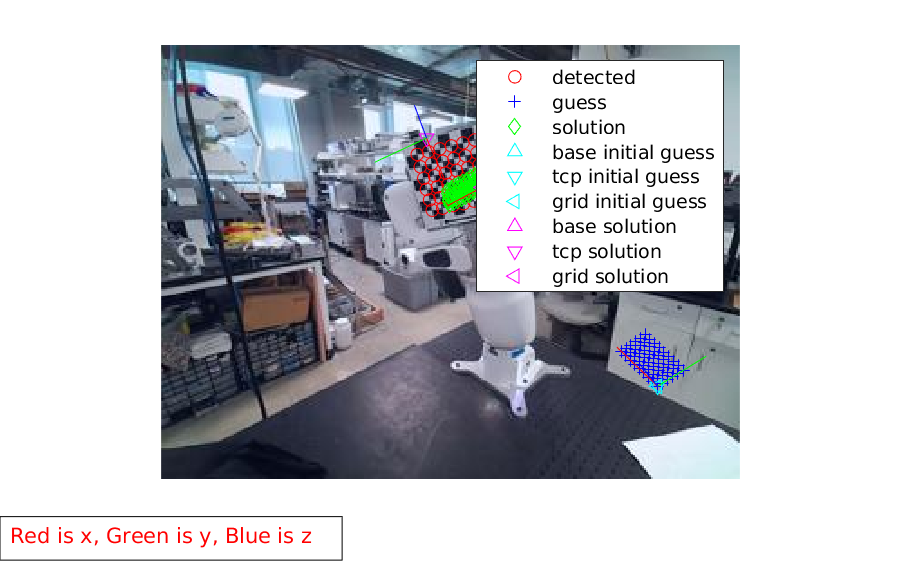 detected
guess
solution
base initial guess
tcp initial guess
grid initial guess
base solution
tcp solution
grid solution
Red is x, Green is y, Blue is z